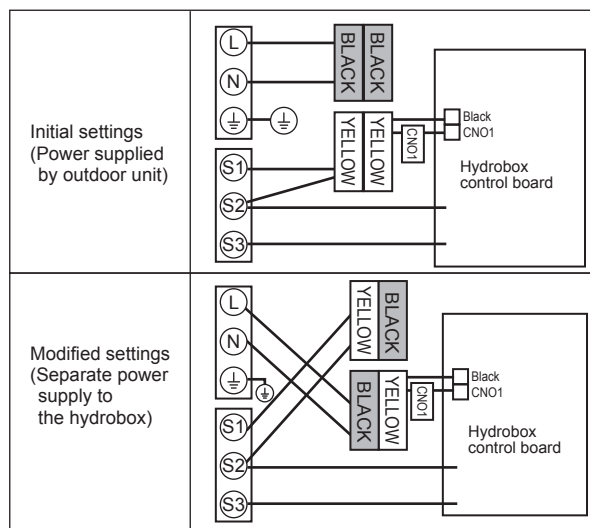 Initial settings
(Power supplied
by outdoor unit)
L
N
S1
S2
S3
BLACK
BLACK
YELLOW
YELLOW
CNO1
Black
CNO1
Hydrobox
control board
Modified settings
(Separate power
supply to
the hydrobox)
L
N
S1
S2
S3
YELLOW
BLACK
BLACK
YELLOW
CNO1
Black
CNO1
Hydrobox
control board